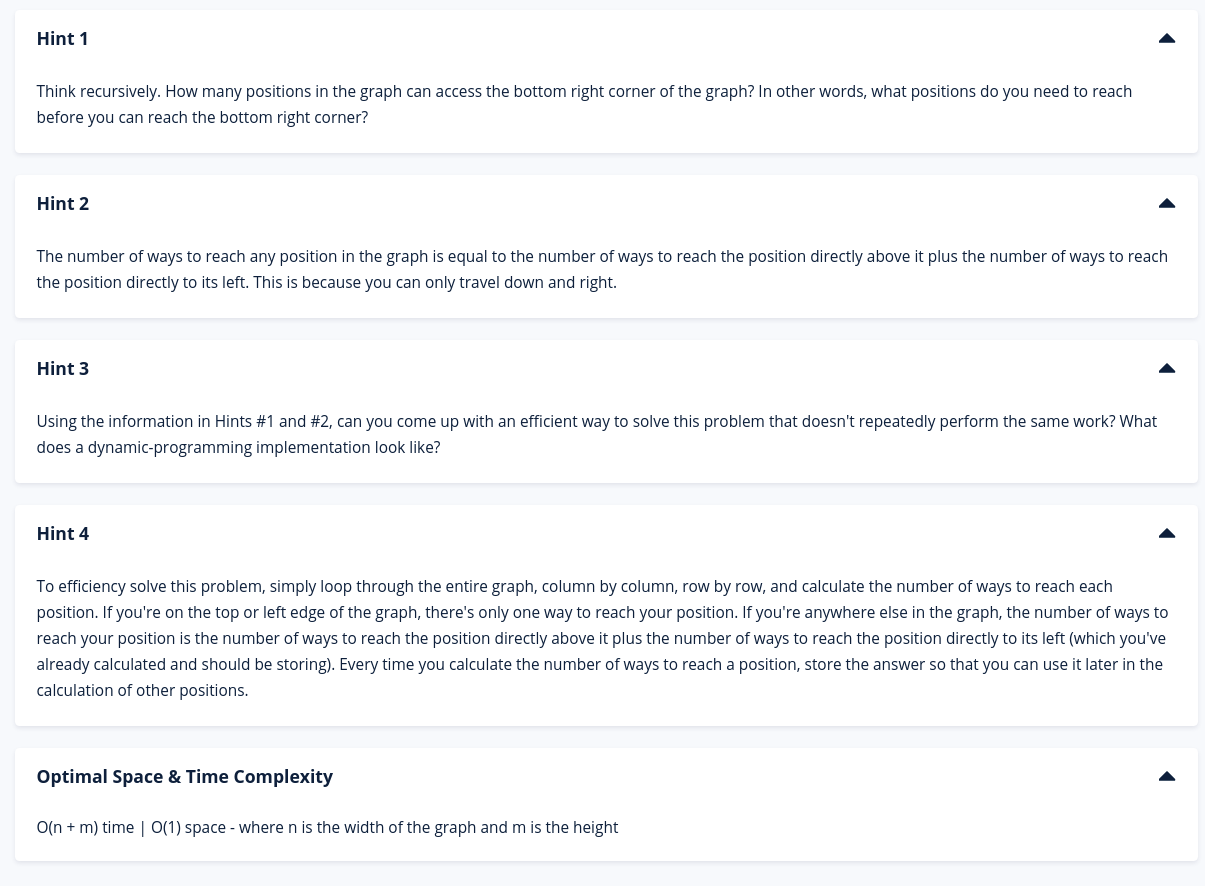 Hint 1
Think recursively. How many positions in the graph can access the bottom right corner of the graph? In other words, what positions do you need to reach
before you can reach the bottom right corner?
Hint 2
The number of ways to reach any position in the graph is equal to the number of ways to reach the position directly above it plus the number of ways to reach
the position directly to its left. This is because you can only travel down and right.
Hint 3
Using the information in Hints #1 and #2, can you come up with an efficient way to solve this problem that doesn't repeatedly perform the same work? What
does a dynamic-programming implementation look like?
Hint 4
To efficiency solve this problem, simply loop through the entire graph, column by column, row by row, and calculate the number of ways to reach each
position. If you're on the top or left edge of the graph, there's only one way to reach your position. If you're anywhere else in the graph, the number of ways to
reach your position is the number of ways to reach the position directly above it plus the number of ways to reach the position directly to its left (which you've
already calculated and should be storing). Every time you calculate the number of ways to reach a position, store the answer so that you can use it later in the
calculation of other positions.
Optimal Space & Time Complexity
O(n + m) time | O(1) space - where n is the width of the graph and m is the height